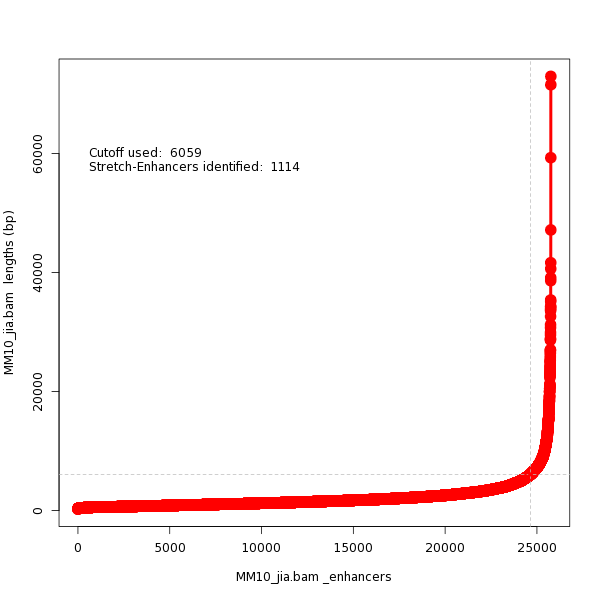 Cutoff used:  6059
Stretch-Enhancers identified:  1114
MM10_jia.bam  lengths (bp)
60000
40000
20000
0
0 5000 10000 15000 20000 25000
MM10_jia.bam _enhancers